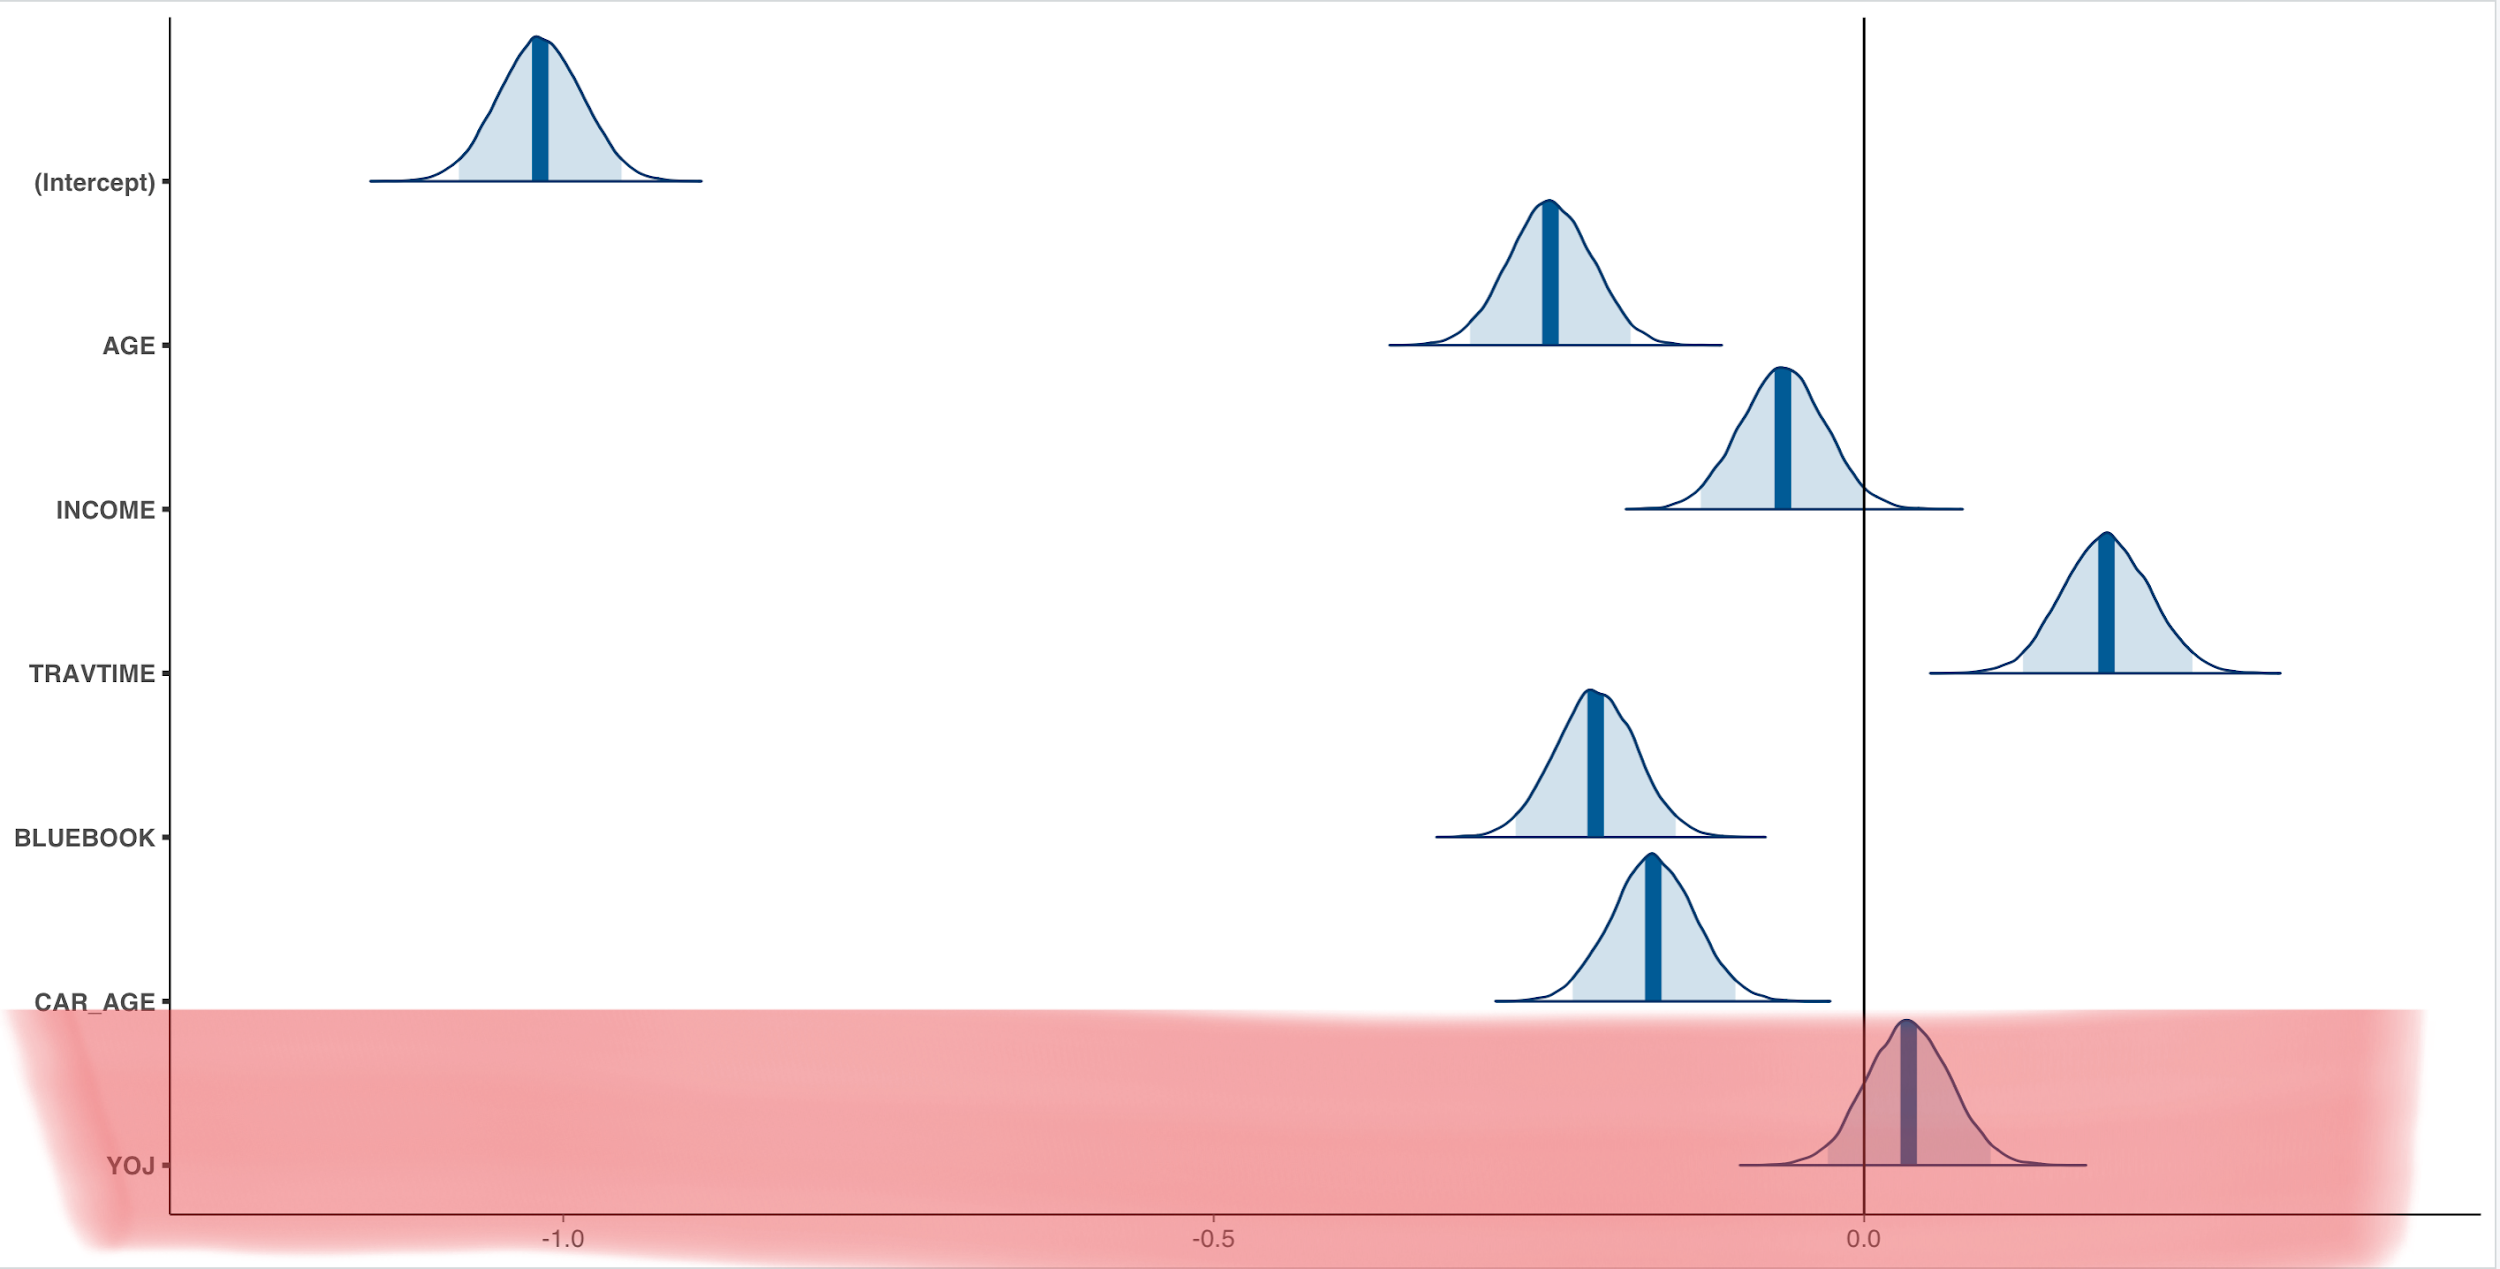 (Intercept)
AGE
INCOME
TRAVTIME
BLUEBOOK
CAR_AGE
YOJ
-1.0 -0.5 0.0